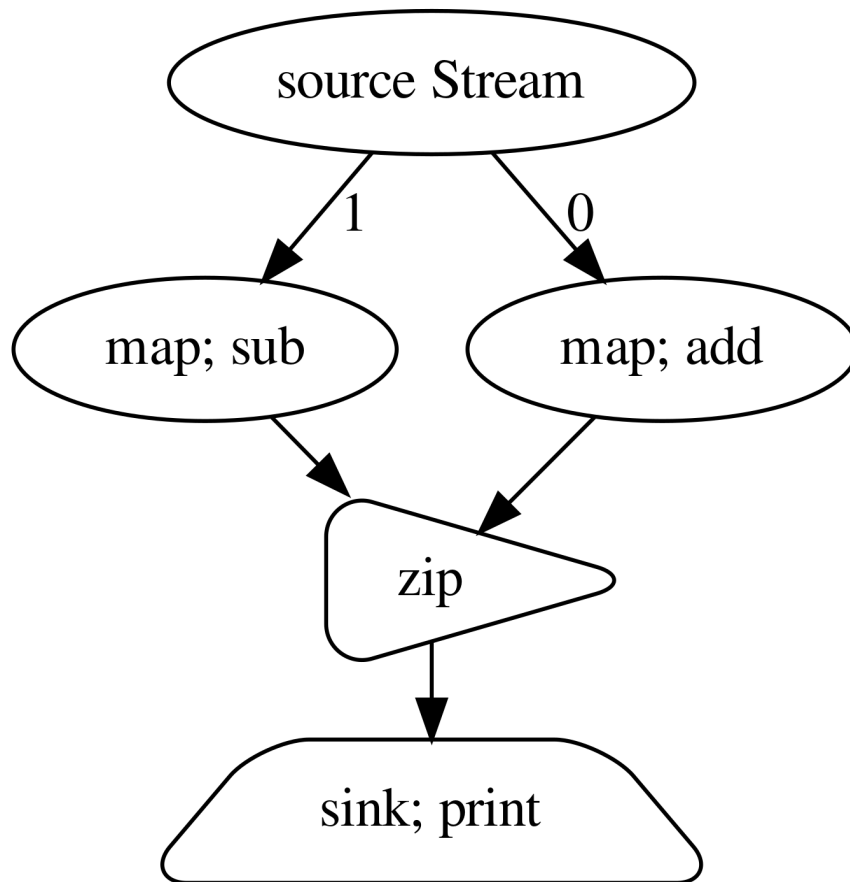 source Stream
1
0
map; sub
map; add
zip
sink; print